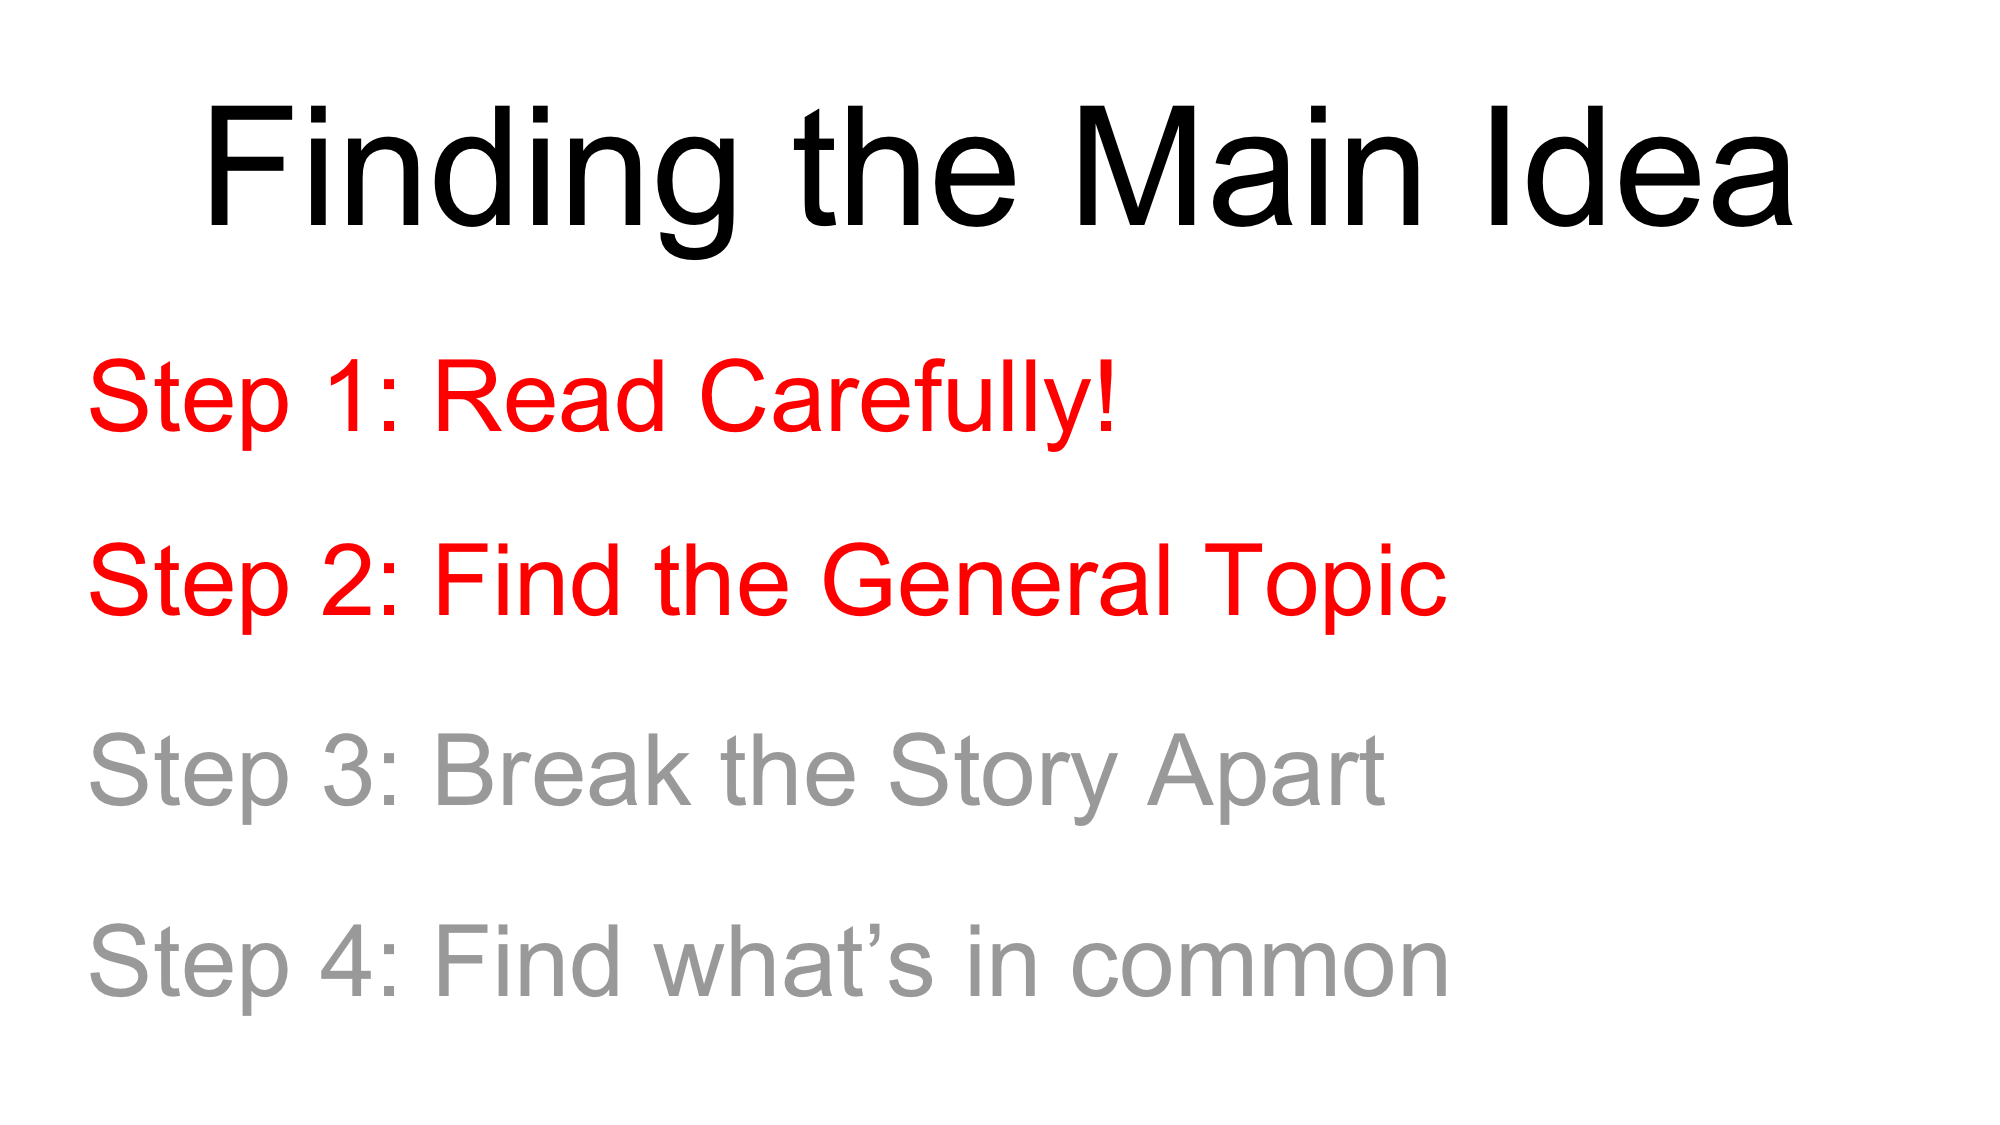 Finding the Main Idea
Step 1: Read Carefully!
Step 2: Find the General Topic
Step 3: Break the Story Apart
Step 4: Find what’s in common